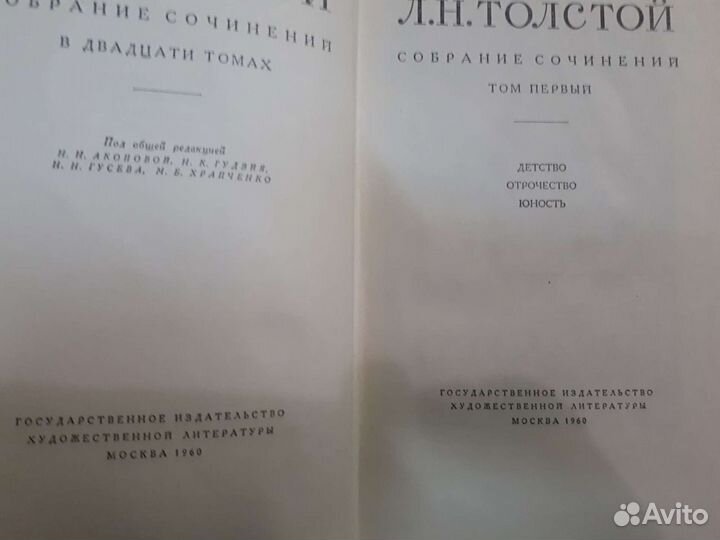 СОБРАНИЕ СОЧИНЕНИЙ
В ДВАДЦАТИ ТОМАХ
Под общей редакцией
Н. Н. АКОПОВОЙ, Н. К. ГУДЗИЯ,
Н. Н. ГУСЕВА, М. Б. ХРАПЧЕНКО
ГОСУДАРСТВЕННОЕ ИЗДАТЕЛЬСТВО
ХУДОЖЕСТВЕННОЙ ЛИТЕРАТУРЫ
МОСКВА 1960
Л.Н.ТОЛСТОЙ
СОБРАНИЕ СОЧИНЕНИЙ
ТОМ ПЕРВЫЙ
ДЕТСТВО
ОТРОЧЕСТВО
ЮНОСТЬ
ГОСУДАРСТВЕННОЕ ИЗДАТЕЛЬСТВО
ХУДОЖЕСТВЕННОЙ ЛИТЕРАТУРЫ
МОСКВА 1960
Avito